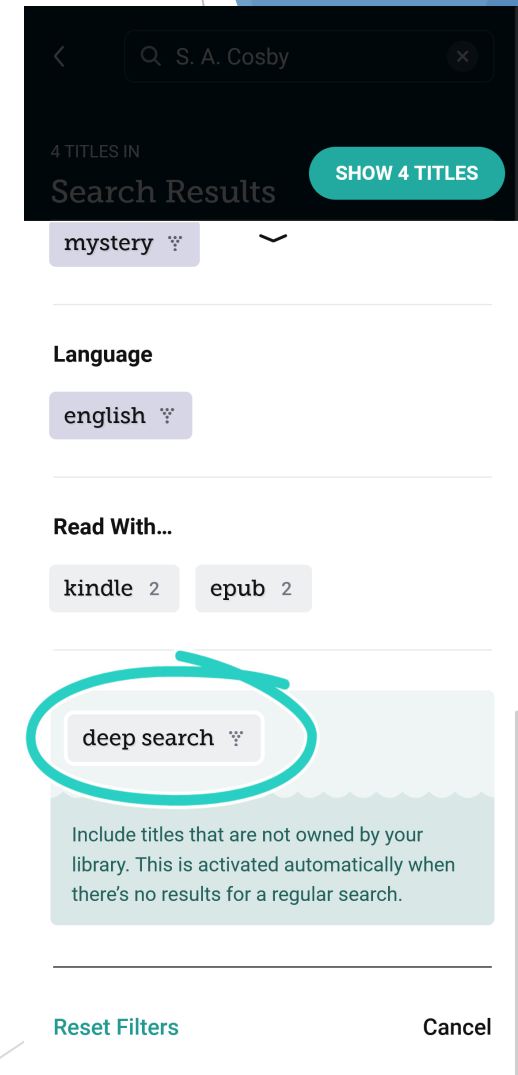 S. A. Cosby
4 TITLES IN
Search Results
SHOW 4 TITLES
mystery
Language
english
Read With...
kindle 2
epub 2
deep search
Include titles that are not owned by your
library. This is activated automatically when
there's no results for a regular search.
Reset Filters
Cancel